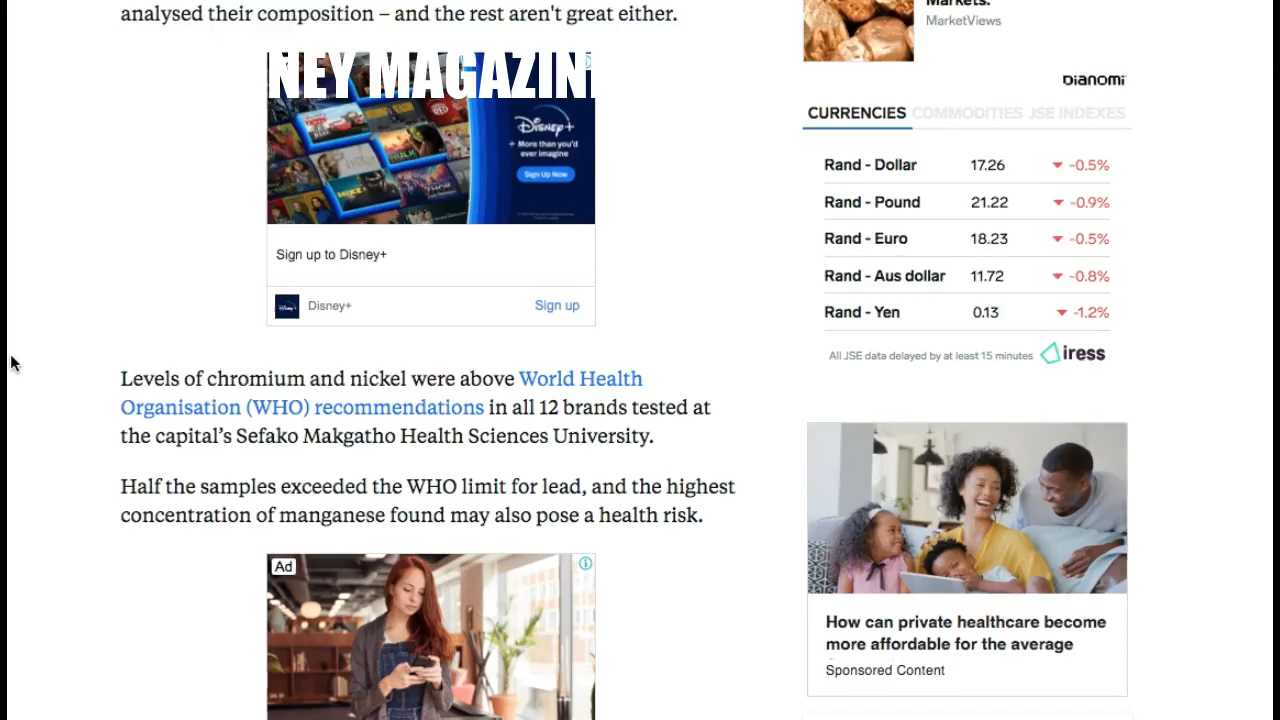 analysed their composition – and the rest aren't great either.
NEY MAGAZIN
Disney+
+ More than you'd
ever imagine
Sign Up Now
Sign up to Disney+
Disney+
Sign up
Levels of chromium and nickel were above World Health
Organisation (WHO) recommendations in all 12 brands tested at
the capital’s Sefako Makgatho Health Sciences University.
Half the samples exceeded the WHO limit for lead, and the highest
concentration of manganese found may also pose a health risk.
Ad
Markets.
MarketViews
Dianomi
CURRENCIES COMMODITIES JSE INDEXES
Rand - Dollar 17.26 -0.5%
Rand - Pound 21.22 -0.9%
Rand - Euro 18.23 -0.5%
Rand - Aus dollar 11.72 -0.8%
Rand - Yen 0.13 -1.2%
All JSE data delayed by at least 15 minutes iress
How can private healthcare become
more affordable for the average
Sponsored Content